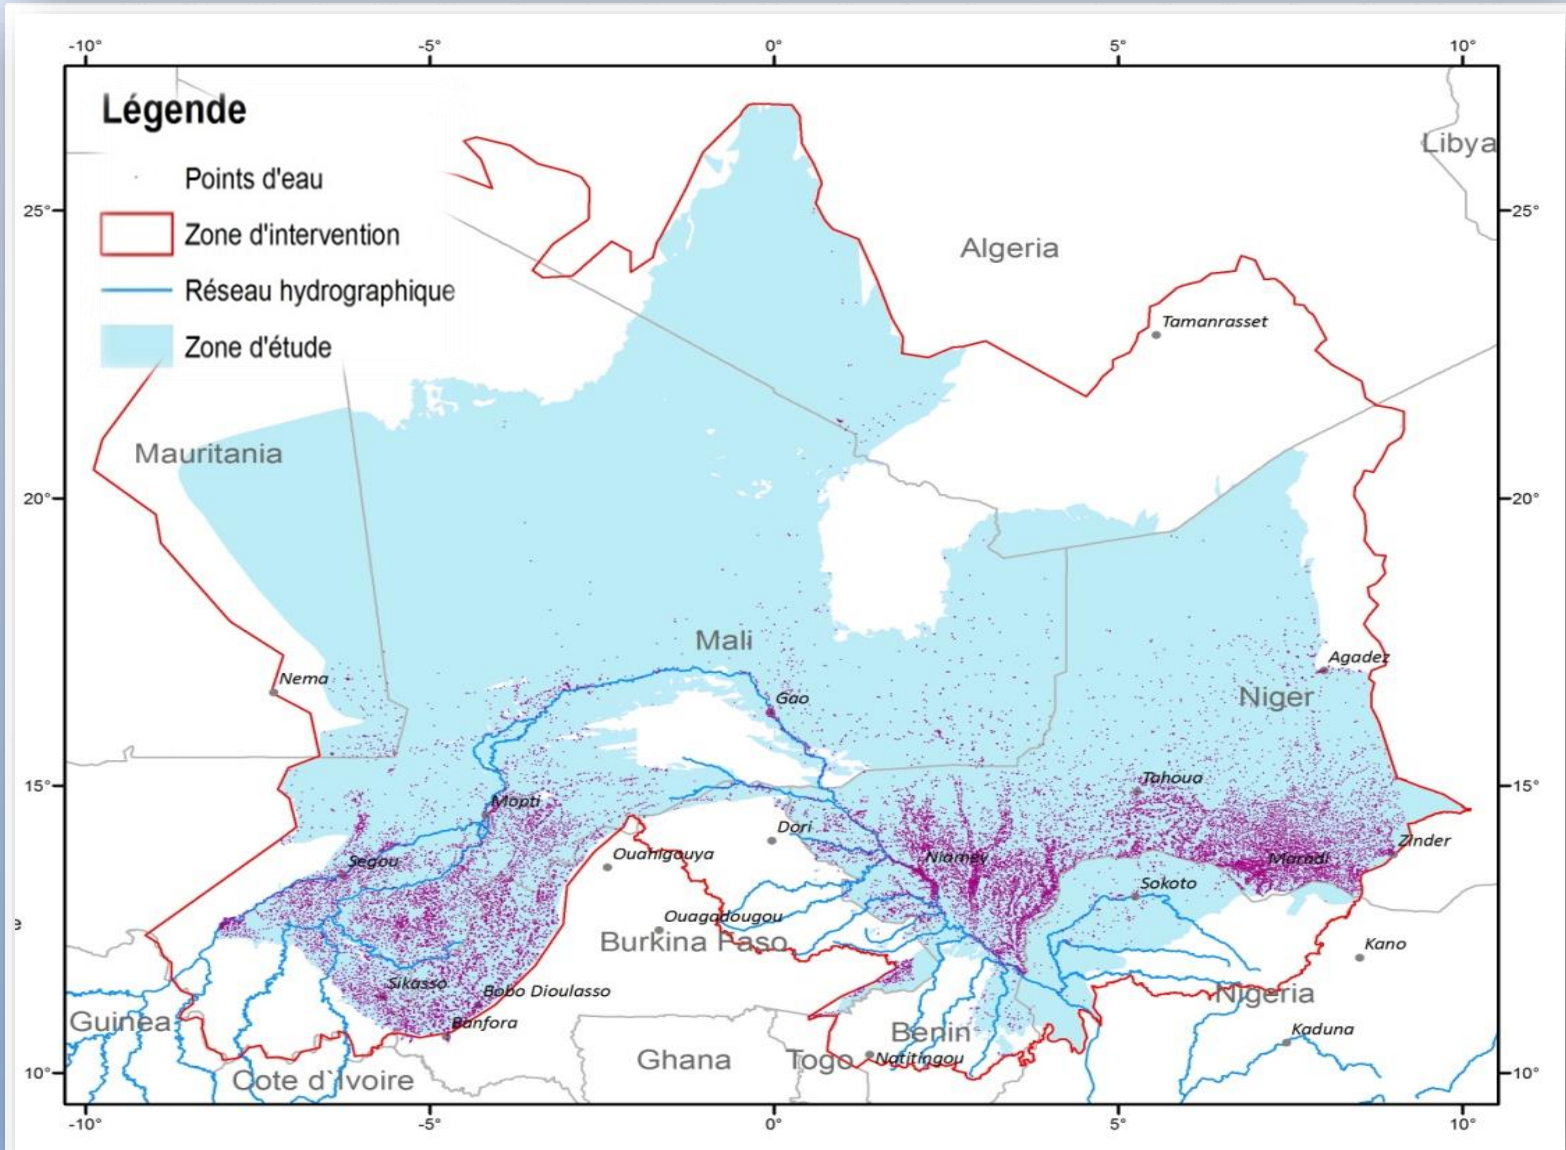 -10° -5° 0° 5° 10°
Légende
Points d'eau
Zone d'intervention
Réseau hydrographique
Zone d'étude
Libya
25° 25°
Algeria
Tamanrasset
Mauritania
20° 20°
Mali
Nema
Agadez
Niger
Gao
15° 15°
Tahoua
Mopti
Dori
Zinder
Ouahigouya
Niamey
Maradi
Segou
Sokoto
Ouagadougou
Burkina Faso
Kano
Sikasso
Bobo Dioulasso
Nigeria
Guinea
Banfora
Benin
Kaduna
Ghana
Togo
Natitingou
10° 10°
Cote d`Ivoire
-10° -5° 0° 5° 10°